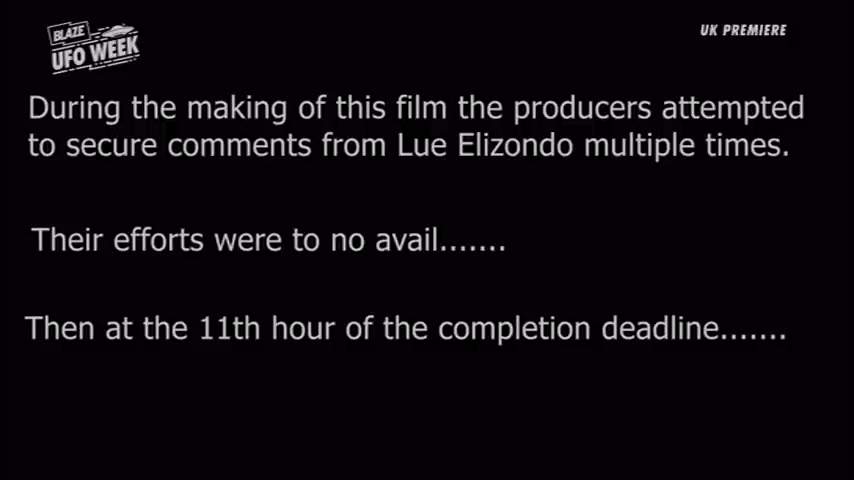 BLAZE
UFO WEEK
UK PREMIERE
During the making of this film the producers attempted
to secure comments from Lue Elizondo multiple times.
Their efforts were to no avail.......
Then at the 11th hour of the completion deadline.......